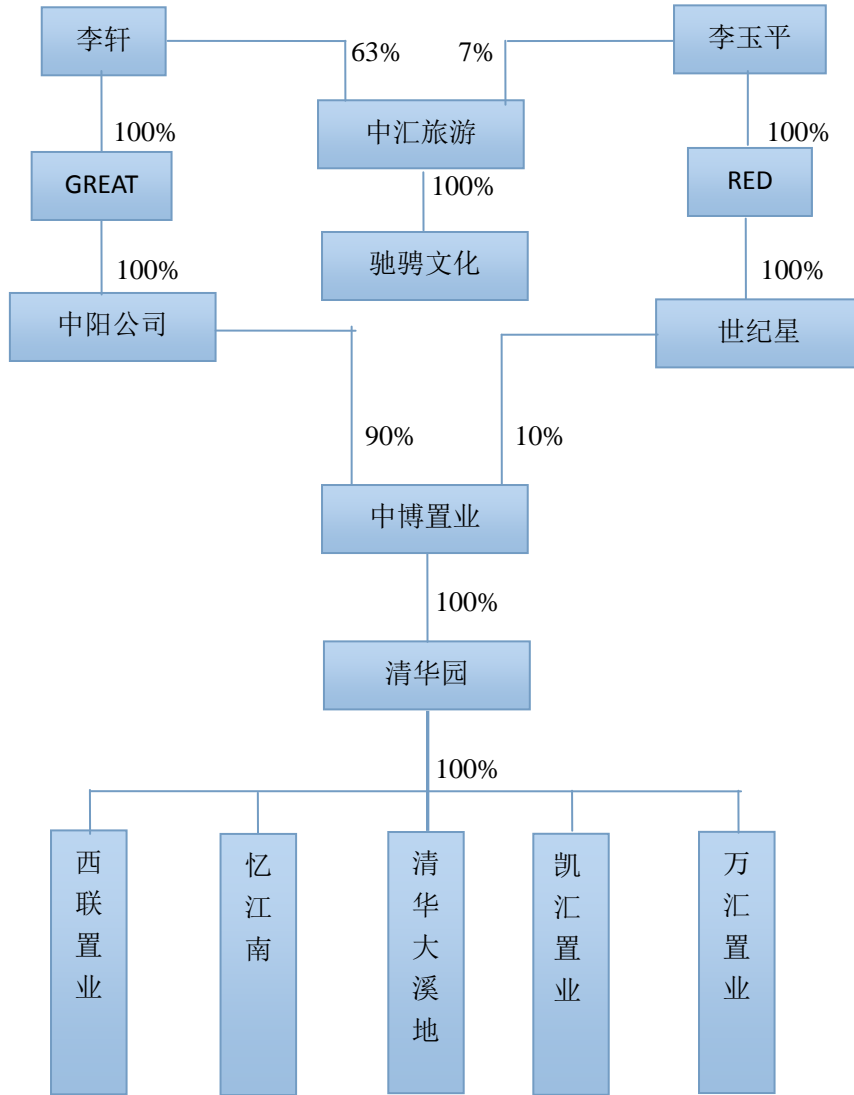 李轩
63%
7%
李玉平
中汇旅游
100%
100%
GREAT
100%
RED
100%
驰骋文化
100%
中阳公司
世纪星
90%
10%
中博置业
100%
清华园
100%
西联置业
忆江南
清华大溪地
凯汇置业
万汇置业